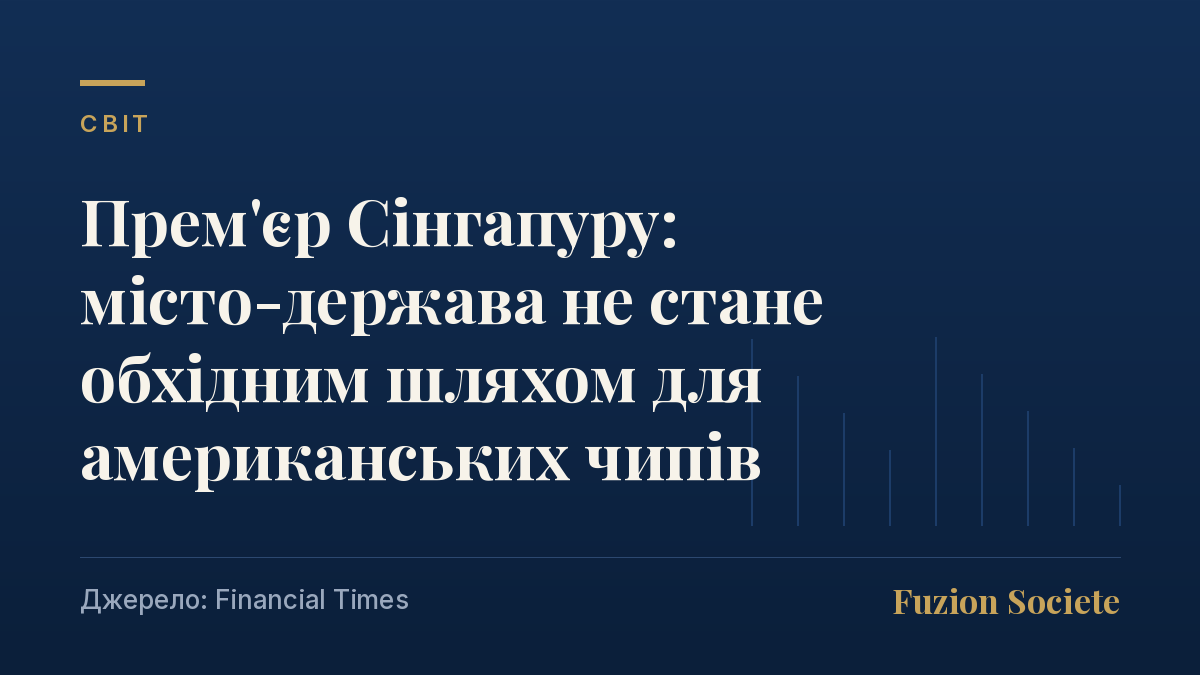 СВІТ
Прем'єр Сінгапуру:
місто-держава не стане
обхідним шляхом для
американських чипів
Джерело: Financial Times
Fuzion Societe